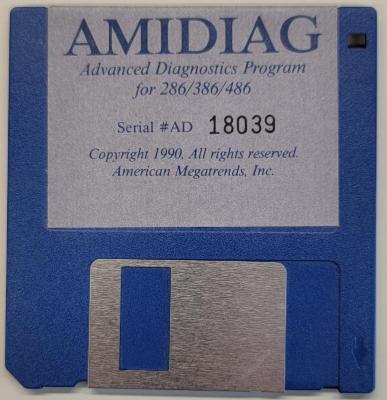 AMIDIAG
Advanced Diagnostics Program
for 286/386/486
Serial #AD 18039
Copyright 1990, All rights reserved.
American Megatrends, Inc.